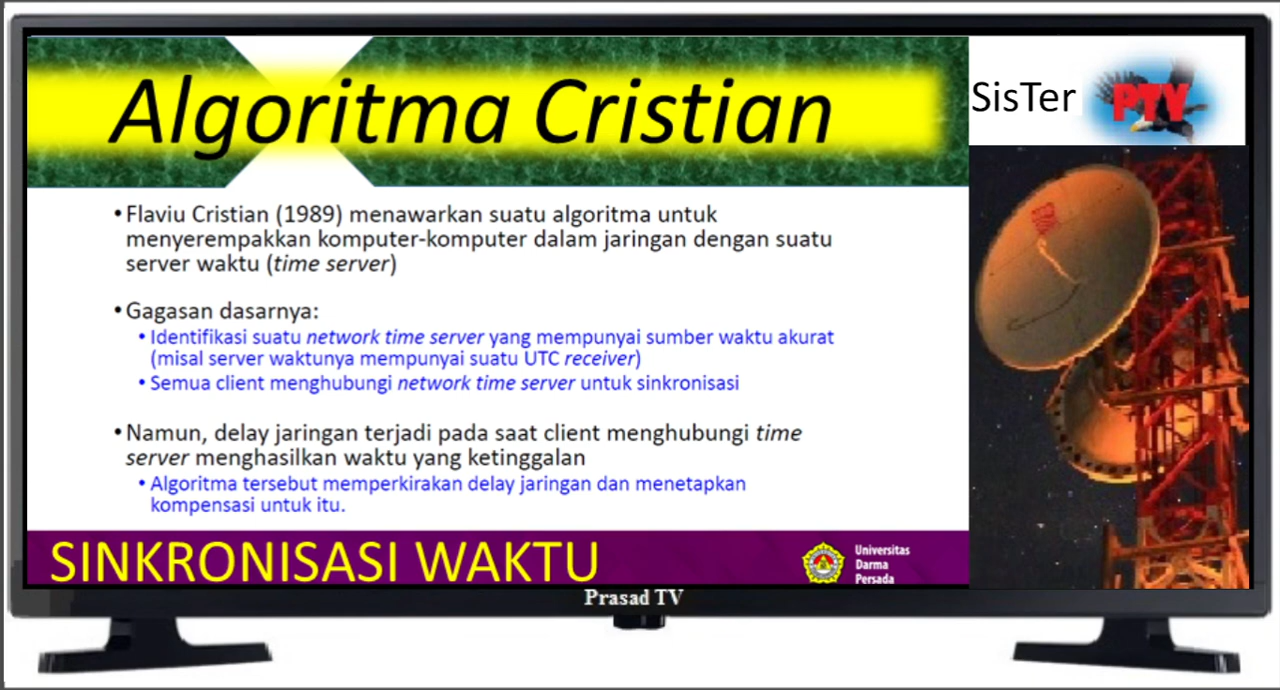 Algoritma Cristian
SisTer
PTY
•Flaviu Cristian (1989) menawarkan suatu algoritma untuk
menyerempakkan komputer-komputer dalam jaringan dengan suatu
server waktu (time server)
•Gagasan dasarnya:
•Identifikasi suatu network time server yang mempunyai sumber waktu akurat
(misal server waktunya mempunyai suatu UTC receiver)
•Semua client menghubungi network time server untuk sinkronisasi
•Namun, delay jaringan terjadi pada saat client menghubungi time
server menghasilkan waktu yang ketinggalan
•Algoritma tersebut memperkirakan delay jaringan dan menetapkan
kompensasi untuk itu.
SINKRONISASI WAKTU
Universitas
Darma
Persada
Prasad TV